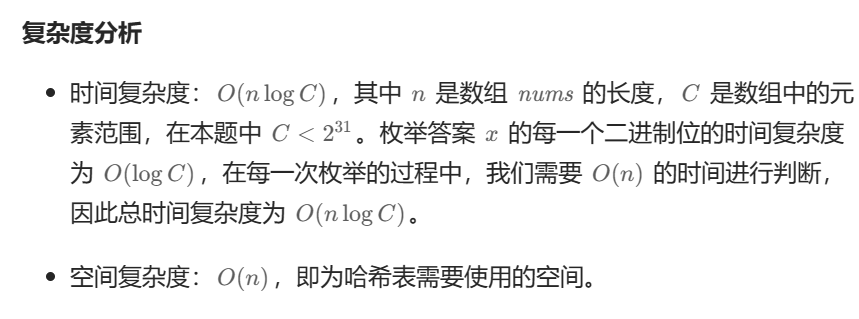 复杂度分析
• 时间复杂度：O(n log C)，其中 n 是数组 nums 的长度，C 是数组中的元
素范围，在本题中 C < 2^31。枚举答案 x 的每一个二进制位的时间复杂度
为 O(log C)，在每一次枚举的过程中，我们需要 O(n) 的时间进行判断，
因此总时间复杂度为 O(n log C)。
• 空间复杂度：O(n)，即为哈希表需要使用的空间。